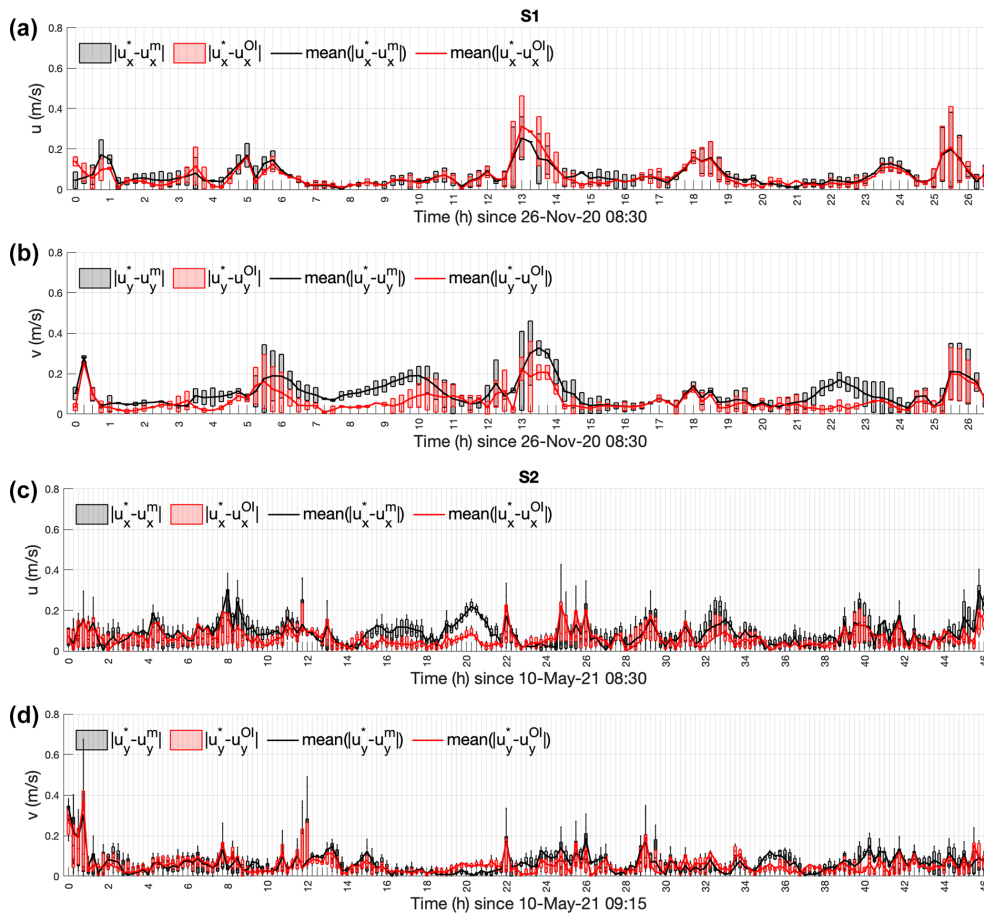 S1
(a)
0.8
0.6
0.4
0.2
0
u (m/s)
|u*x-umx| |u*x-uOIx| mean(|u*x-umx|) mean(|u*x-uOIx|)
0 1 2 3 4 5 6 7 8 9 10 11 12 13 14 15 16 17 18 19 20 21 22 23 24 25 26
Time (h) since 26-Nov-20 08:30
(b)
0.8
0.6
0.4
0.2
0
v (m/s)
|u*y-umy| |u*y-uOIy| mean(|u*y-umy|) mean(|u*y-uOIy|)
0 1 2 3 4 5 6 7 8 9 10 11 12 13 14 15 16 17 18 19 20 21 22 23 24 25 26
Time (h) since 26-Nov-20 08:30
S2
(c)
0.8
0.6
0.4
0.2
0
u (m/s)
|u*x-umx| |u*x-uOIx| mean(|u*x-umx|) mean(|u*x-uOIx|)
0 2 4 6 8 10 12 14 16 18 20 22 24 26 28 30 32 34 36 38 40 42 44 46
Time (h) since 10-May-21 08:30
(d)
0.8
0.6
0.4
0.2
0
v (m/s)
|u*y-umy| |u*y-uOIy| mean(|u*y-umy|) mean(|u*y-uOIy|)
0 2 4 6 8 10 12 14 16 18 20 22 24 26 28 30 32 34 36 38 40 42 44 46
Time (h) since 10-May-21 09:15